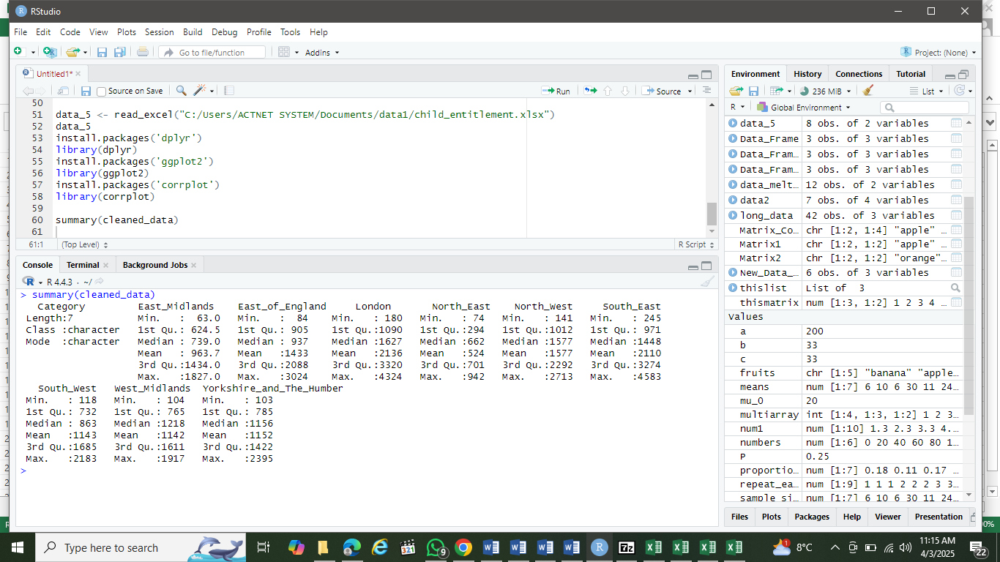 RStudio
File Edit Code View Plots Session Build Debug Profile Tools Help
Go to file/function Addins Project: (None)
Untitled1*
Source on Save Run Source
50
51 data_5 <- read_excel("C:/Users/ACTNET SYSTEM/Documents/data1/child_entitlement.xlsx")
52 data_5
53 install.packages('dplyr')
54 library(dplyr)
55 install.packages('ggplot2')
56 library(ggplot2)
57 install.packages('corrplot')
58 library(corrplot)
59
60 summary(cleaned_data)
61
61:1 (Top Level) R Script
Console Terminal Background Jobs
R 4.4.3 · ~/
> summary(cleaned_data)
Category East_Midlands East_of_England London North_East North_West South_East
Length:7 Min. : 63.0 Min. : 84 Min. : 180 Min. : 74 Min. : 141 Min. : 245
Class :character 1st Qu.: 624.5 1st Qu.: 905 1st Qu.:1090 1st Qu.:294 1st Qu.:1012 1st Qu.: 971
Mode :character Median : 739.0 Median : 937 Median :1627 Median :662 Median :1577 Median :1448
Mean : 963.7 Mean :1433 Mean :2136 Mean :524 Mean :1577 Mean :2110
3rd Qu.:1434.0 3rd Qu.:2088 3rd Qu.:3320 3rd Qu.:701 3rd Qu.:2292 3rd Qu.:3274
Max. :1827.0 Max. :3024 Max. :4324 Max. :942 Max. :2713 Max. :4583
South_West West_Midlands Yorkshire_and_The_Humber
Min. : 118 Min. : 104 Min. : 103
1st Qu.: 732 1st Qu.: 765 1st Qu.: 785
Median : 863 Median :1218 Median :1156
Mean :1143 Mean :1142 Mean :1152
3rd Qu.:1685 3rd Qu.:1611 3rd Qu.:1422
Max. :2183 Max. :1917 Max. :2395
>
Environment History Connections Tutorial
236 MiB List
R Global Environment
data_5 8 obs. of 2 variables
Data_Frame 3 obs. of 3 variables
Data_Fram… 3 obs. of 3 variables
Data_Fram… 3 obs. of 3 variables
data_melt… 12 obs. of 2 variables
data2 7 obs. of 4 variables
long_data 42 obs. of 3 variables
Matrix_Co… chr [1:2, 1:4] "apple" …
Matrix1 chr [1:2, 1:2] "apple" …
Matrix2 chr [1:2, 1:2] "orange"…
New_Data_… 6 obs. of 3 variables
thislist List of 3
thismatrix num [1:3, 1:2] 1 2 3 4 …
Values
a 200
b 33
c 33
fruits chr [1:5] "banana" "apple…
means num [1:7] 6 10 6 30 11 24…
mu_0 20
multiarray int [1:4, 1:3, 1:2] 1 2 3…
num1 num [1:10] 1.3 2.3 3.3 4.…
numbers num [1:6] 0 20 40 60 80 1…
P 0.25
proportio… num [1:7] 0.18 0.11 0.17 …
repeat_ea… num [1:9] 1 1 1 2 2 2 3 3…
sample_si… num [1:7] 6 10 6 30 11 24…
Files Plots Packages Help Viewer Presentation
Type here to search
321
9
1
8°C
11:15 AM
4/3/2025
22